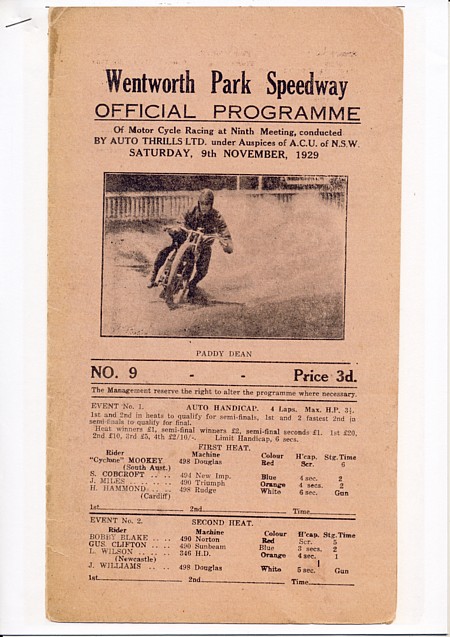 Wentworth Park Speedway
OFFICIAL PROGRAMME
Of Motor Cycle Racing at Ninth Meeting, conducted
BY AUTO THRILLS LTD. under Auspices of A.C.U. of N.S.W.
SATURDAY, 9th NOVEMBER, 1929
PADDY DEAN
NO. 9 - - Price 3d.
The Management reserve the right to alter the programme where necessary.
EVENT No. 1. AUTO HANDICAP. 4 Laps. Max. H.P. 3½.
1st and 2nd in heats to qualify for semi-finals, 1st and 2 fastest 2nd in
semi-finals to qualify for final.
Heat winners £1, semi-final winners £2, semi-final seconds £1. 1st £20,
2nd £10, 3rd £5, 4th £2/10/-. Limit Handicap, 6 secs.
FIRST HEAT.
Rider Machine Colour H'cap. Stg. Time
"Cyclone" MOOKEY 498 Douglas Red Scr. 6
(South Aust.)
S. COBCROFT .. .. 494 New Imp. Blue 4 sec. 2
J. MILES .. .. .. 490 Triumph Orange 4 secs. 2
H. HAMMOND .. .. 498 Rudge White 6 sec. Gun
(Cardiff)
1st 2nd Time
EVENT No. 2. SECOND HEAT.
Rider Machine Colour H'cap. Stg. Time
BOBBY BLAKE .. .. 490 Norton Red Scr. 5
GUS. CLIFTON .. .. 490 Sunbeam Blue 3 secs. 2
L. WILSON .. .. .. 346 H.D. Orange 4 sec. 1
(Newcastle)
J. WILLIAMS .. .. 498 Douglas White 5 sec. Gun
1st 2nd Time